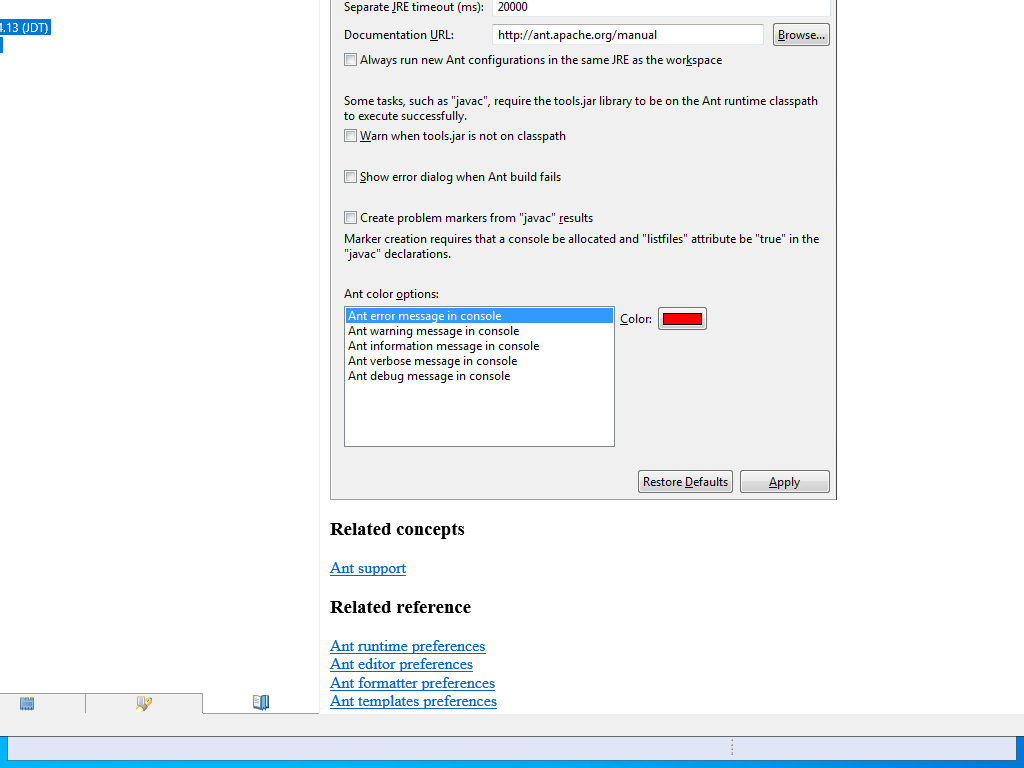 4.13 (JDT)
Separate JRE timeout (ms): 20000
Documentation URL: http://ant.apache.org/manual Browse...
Always run new Ant configurations in the same JRE as the workspace
Some tasks, such as "javac", require the tools.jar library to be on the Ant runtime classpath
to execute successfully.
Warn when tools.jar is not on classpath
Show error dialog when Ant build fails
Create problem markers from "javac" results
Marker creation requires that a console be allocated and "listfiles" attribute be "true" in the
"javac" declarations.
Ant color options:
Ant error message in console
Color:
Ant warning message in console
Ant information message in console
Ant verbose message in console
Ant debug message in console
Restore Defaults Apply
Related concepts
Ant support
Related reference
Ant runtime preferences
Ant editor preferences
Ant formatter preferences
Ant templates preferences